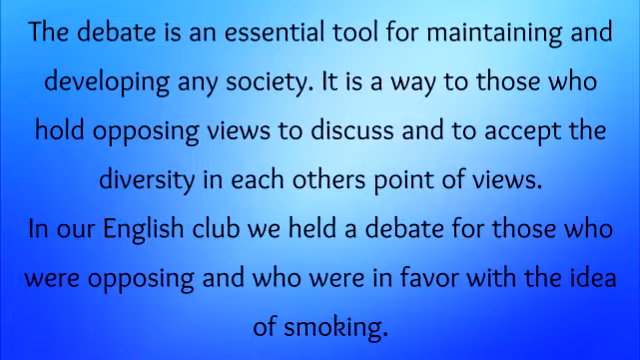 The debate is an essential tool for maintaining and
developing any society. It is a way to those who
hold opposing views to discuss and to accept the
diversity in each others point of views.
In our English club we held a debate for those who
were opposing and who were in favor with the idea
of smoking.